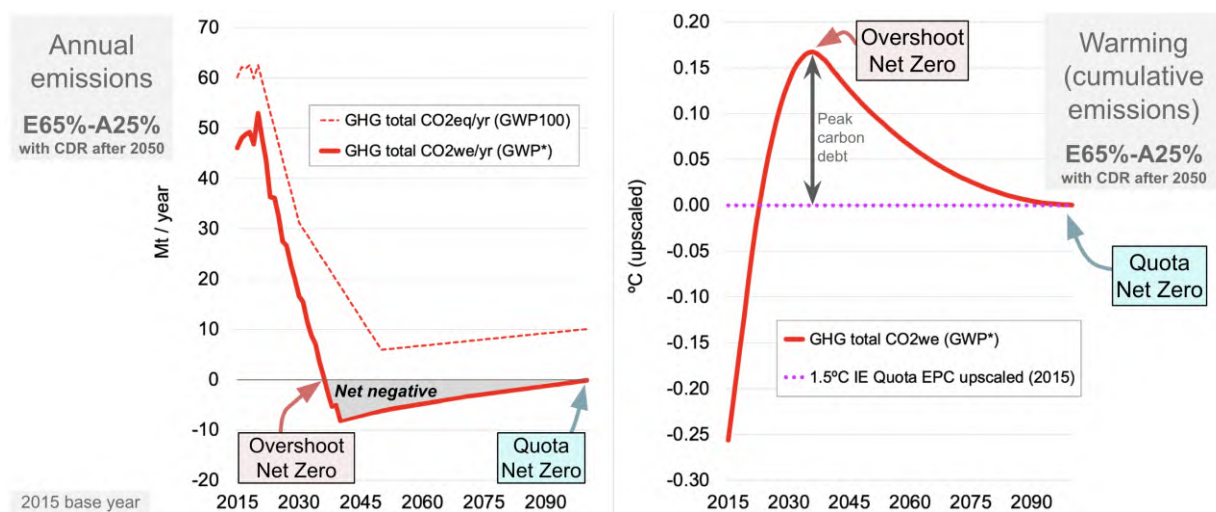 Annual
emissions
E65%-A25%
with CDR after 2050
2015 base year
Mt / year
70
60
50
40
30
20
10
0
-10
-20
GHG total CO2eq/yr (GWP100)
GHG total CO2we/yr (GWP*)
Net negative
Overshoot
Net Zero
Quota
Net Zero
2015 2030 2045 2060 2075 2090
ºC (upscaled)
0.20
0.15
0.10
0.05
0.00
-0.05
-0.10
-0.15
-0.20
-0.25
-0.30
Overshoot
Net Zero
Peak
carbon
debt
Warming
(cumulative
emissions)
E65%-A25%
with CDR after 2050
Quota
Net Zero
GHG total CO2we (GWP*)
1.5ºC IE Quota EPC upscaled (2015)
2015 2030 2045 2060 2075 2090